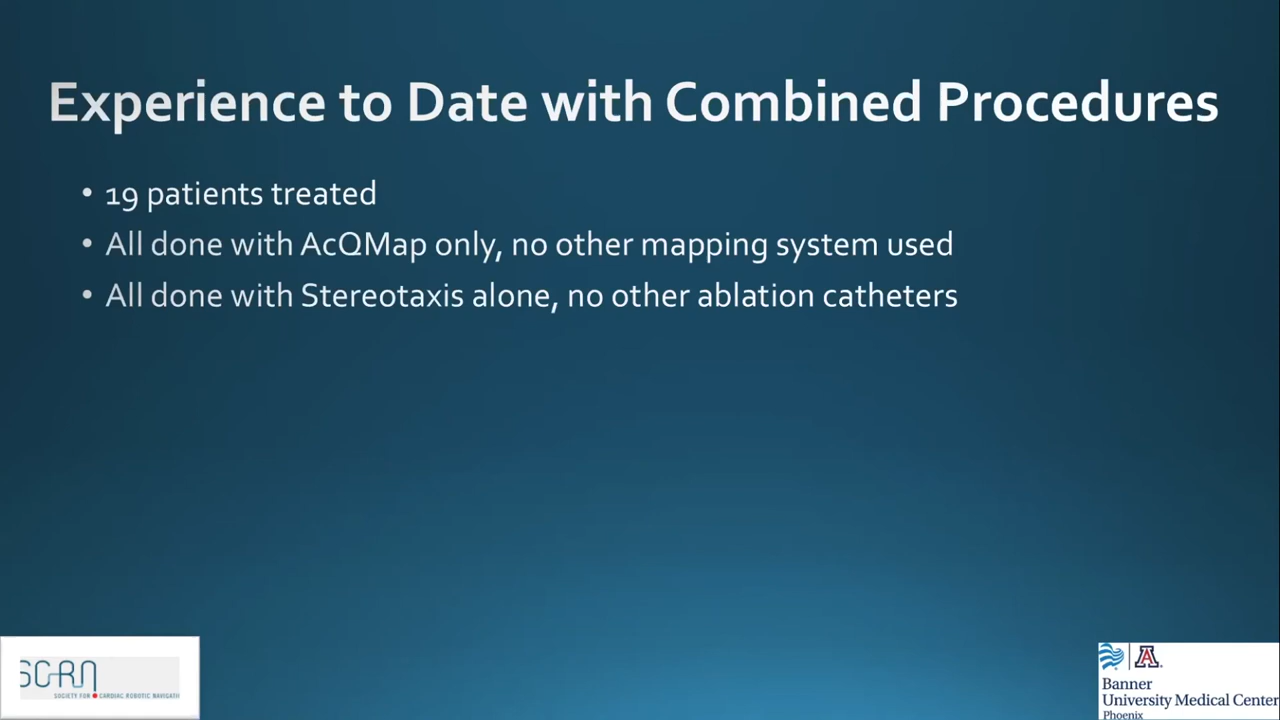 Experience to Date with Combined Procedures
• 19 patients treated
• All done with AcQMap only, no other mapping system used
• All done with Stereotaxis alone, no other ablation catheters
SCRN
SOCIETY FOR CARDIAC ROBOTIC NAVIGATI
A
Banner
University Medical Center
Phoenix